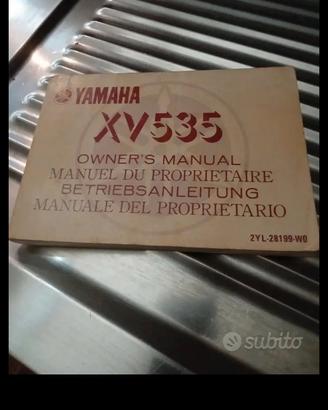 YAMAHA
XV535
OWNER'S MANUAL
MANUEL DU PROPRIETAIRE
BETRIEBSANLEITUNG
MANUALE DEL PROPRIETARIO
2YL-28199-W0
subito